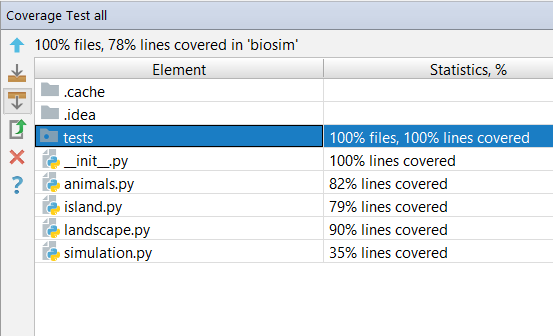 Coverage Test all
100% files, 78% lines covered in 'biosim'
Element Statistics, %
.cache
.idea
tests 100% files, 100% lines covered
__init__.py 100% lines covered
animals.py 82% lines covered
island.py 79% lines covered
landscape.py 90% lines covered
simulation.py 35% lines covered